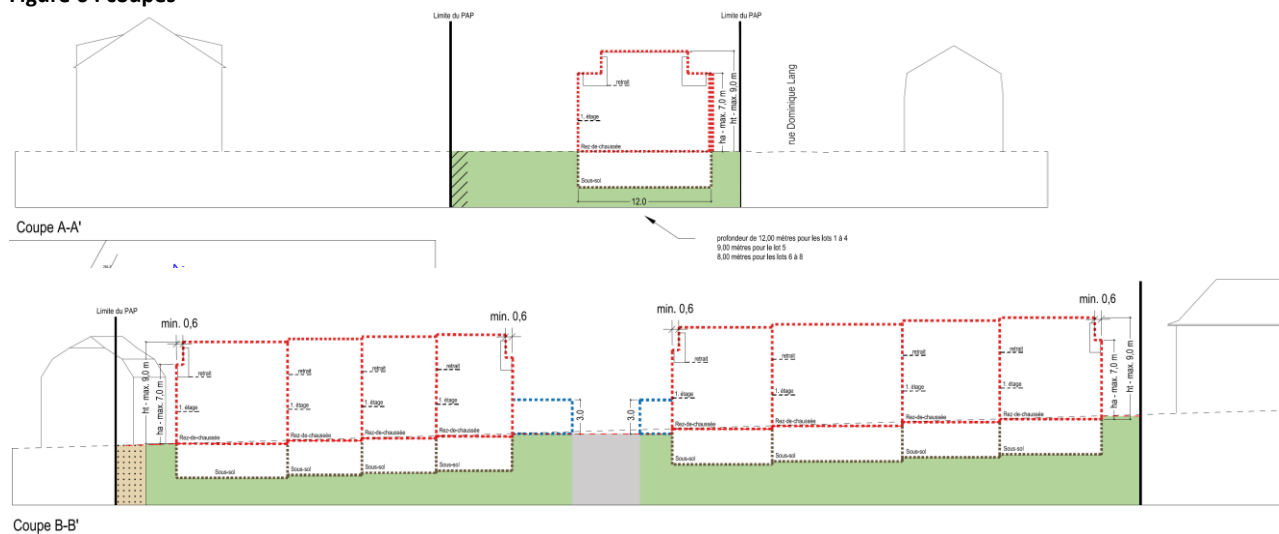 Limite du PAP
Limite du PAP
retrait
1. étage
Rez-de-chaussée
Sous-sol
12.0
ha - max. 7,0 m
ht - max. 9,0 m
rue Dominique Lang
Coupe A-A'
profondeur de 12,00 mètres pour les lots 1 à 4
9,00 mètres pour le lot 5
8,00 mètres pour les lots 6 à 8
Limite du PAP
min. 0,6
min. 0,6
min. 0,6
min. 0,6
ht - max. 9,0 m
ha - max. 7,0 m
retrait
retrait
retrait
retrait
1. étage
1. étage
1. étage
1. étage
Rez-de-chaussée
Rez-de-chaussée
Rez-de-chaussée
Rez-de-chaussée
Sous-sol
Sous-sol
Sous-sol
Sous-sol
3.0
3.0
retrait
retrait
retrait
retrait
1. étage
1. étage
1. étage
1. étage
Rez-de-chaussée
Rez-de-chaussée
Rez-de-chaussée
Rez-de-chaussée
Sous-sol
Sous-sol
Sous-sol
Sous-sol
ha - max. 7,0 m
ht - max. 9,0 m
Coupe B-B'